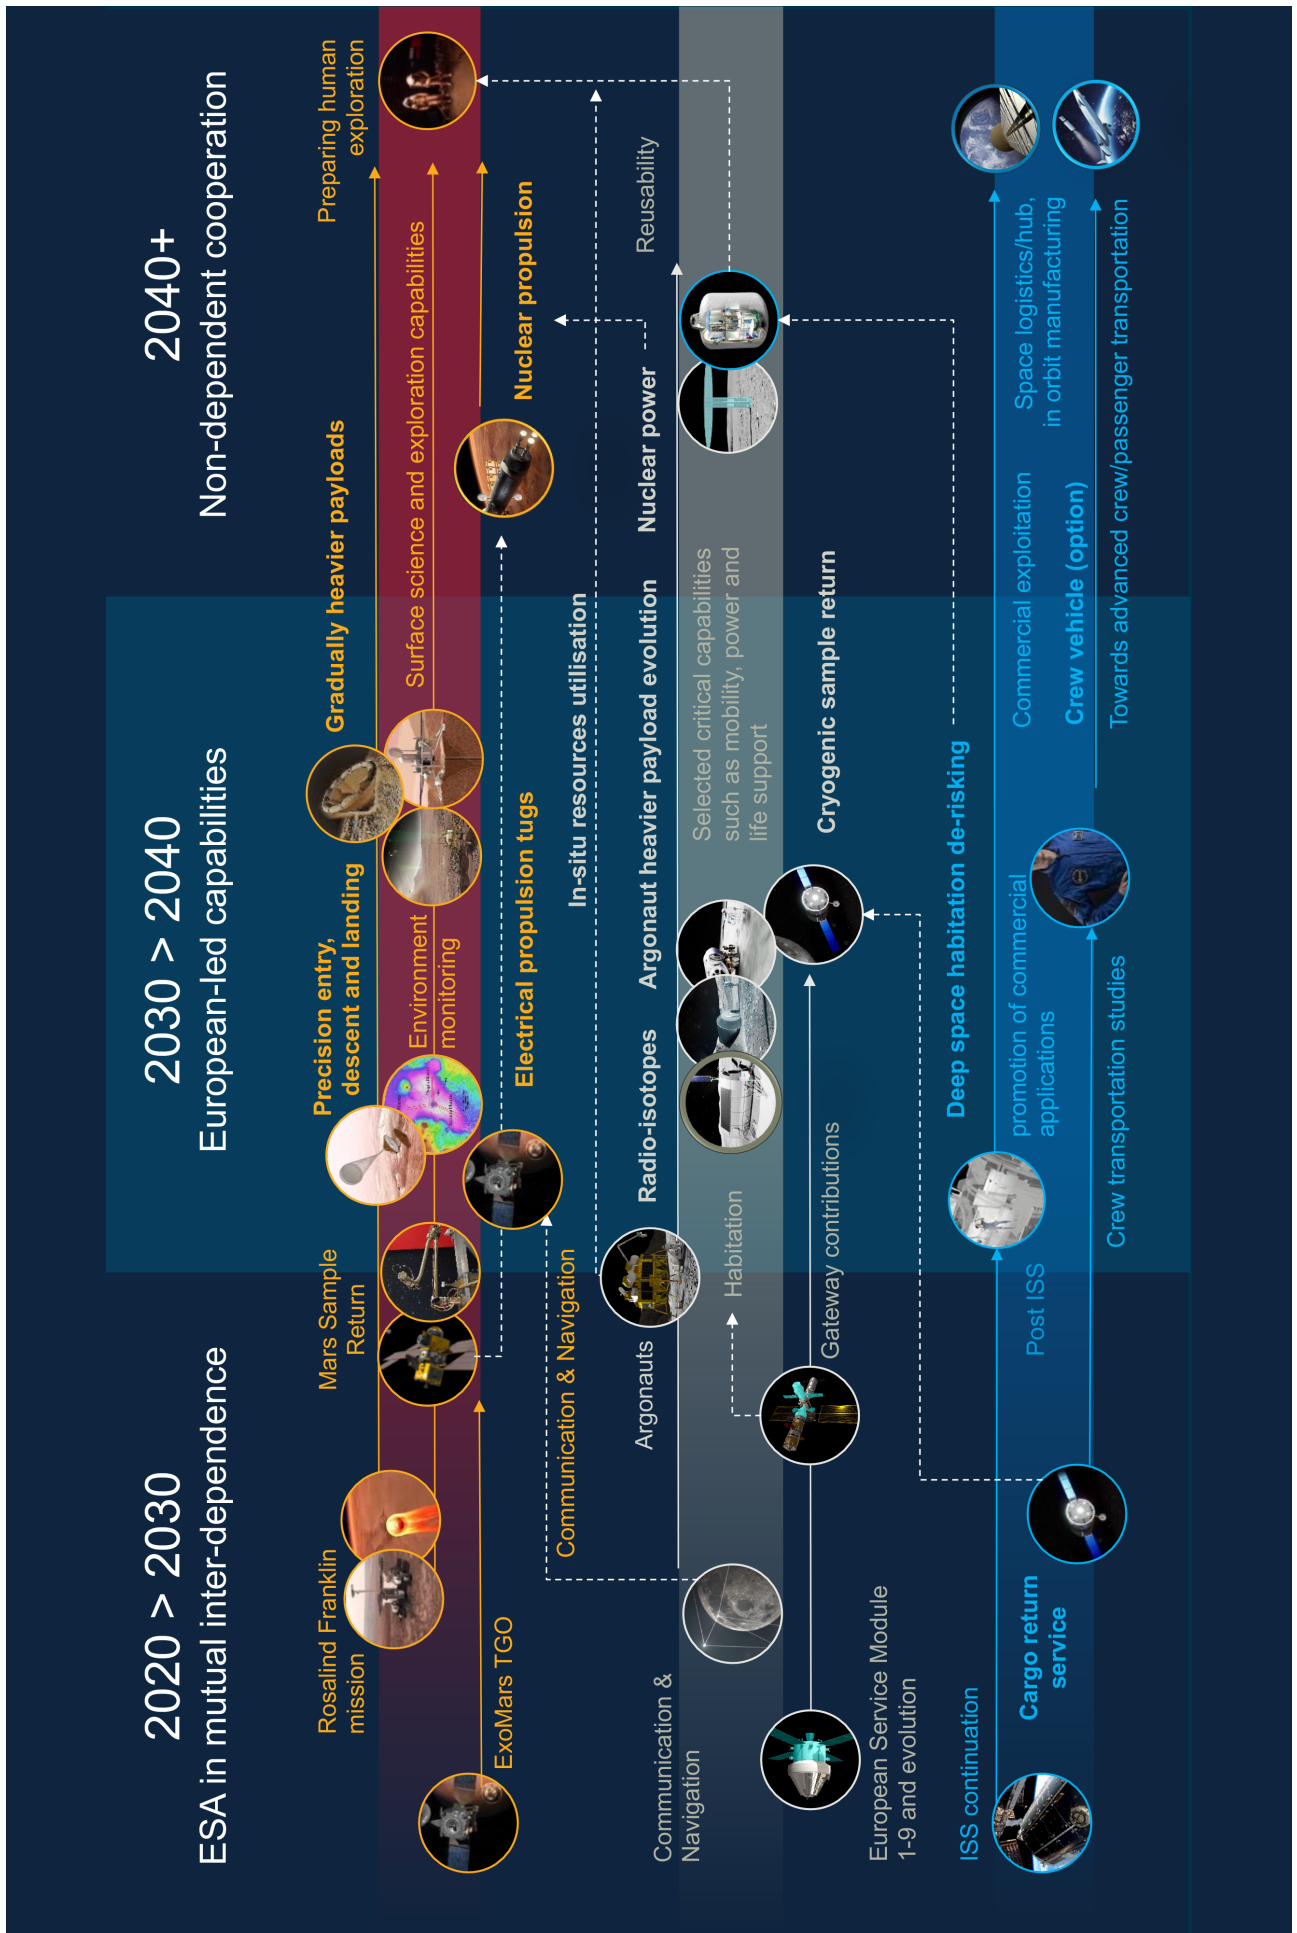 2020 > 2030
ESA in mutual inter-dependence
2030 > 2040
European-led capabilities
2040+
Non-dependent cooperation
Rosalind Franklin
mission
ExoMars TGO
Mars Sample
Return
Communication & Navigation
Precision entry,
descent and landing
Environment
monitoring
Electrical propulsion tugs
Gradually heavier payloads
Surface science and exploration capabilities
Nuclear propulsion
Preparing human
exploration
In-situ resources utilisation
Communication &
Navigation
Argonauts
Radio-isotopes
Argonaut heavier payload evolution
Nuclear power
Reusability
Habitation
Selected critical capabilities
such as mobility, power and
life support
European Service Module
1-9 and evolution
Gateway contributions
Cryogenic sample return
ISS continuation
Cargo return
service
Post ISS
Deep space habitation de-risking
promotion of commercial
applications
Crew transportation studies
Commercial exploitation
Crew vehicle (option)
Towards advanced crew/passenger transportation
Space logistics/hub,
in orbit manufacturing